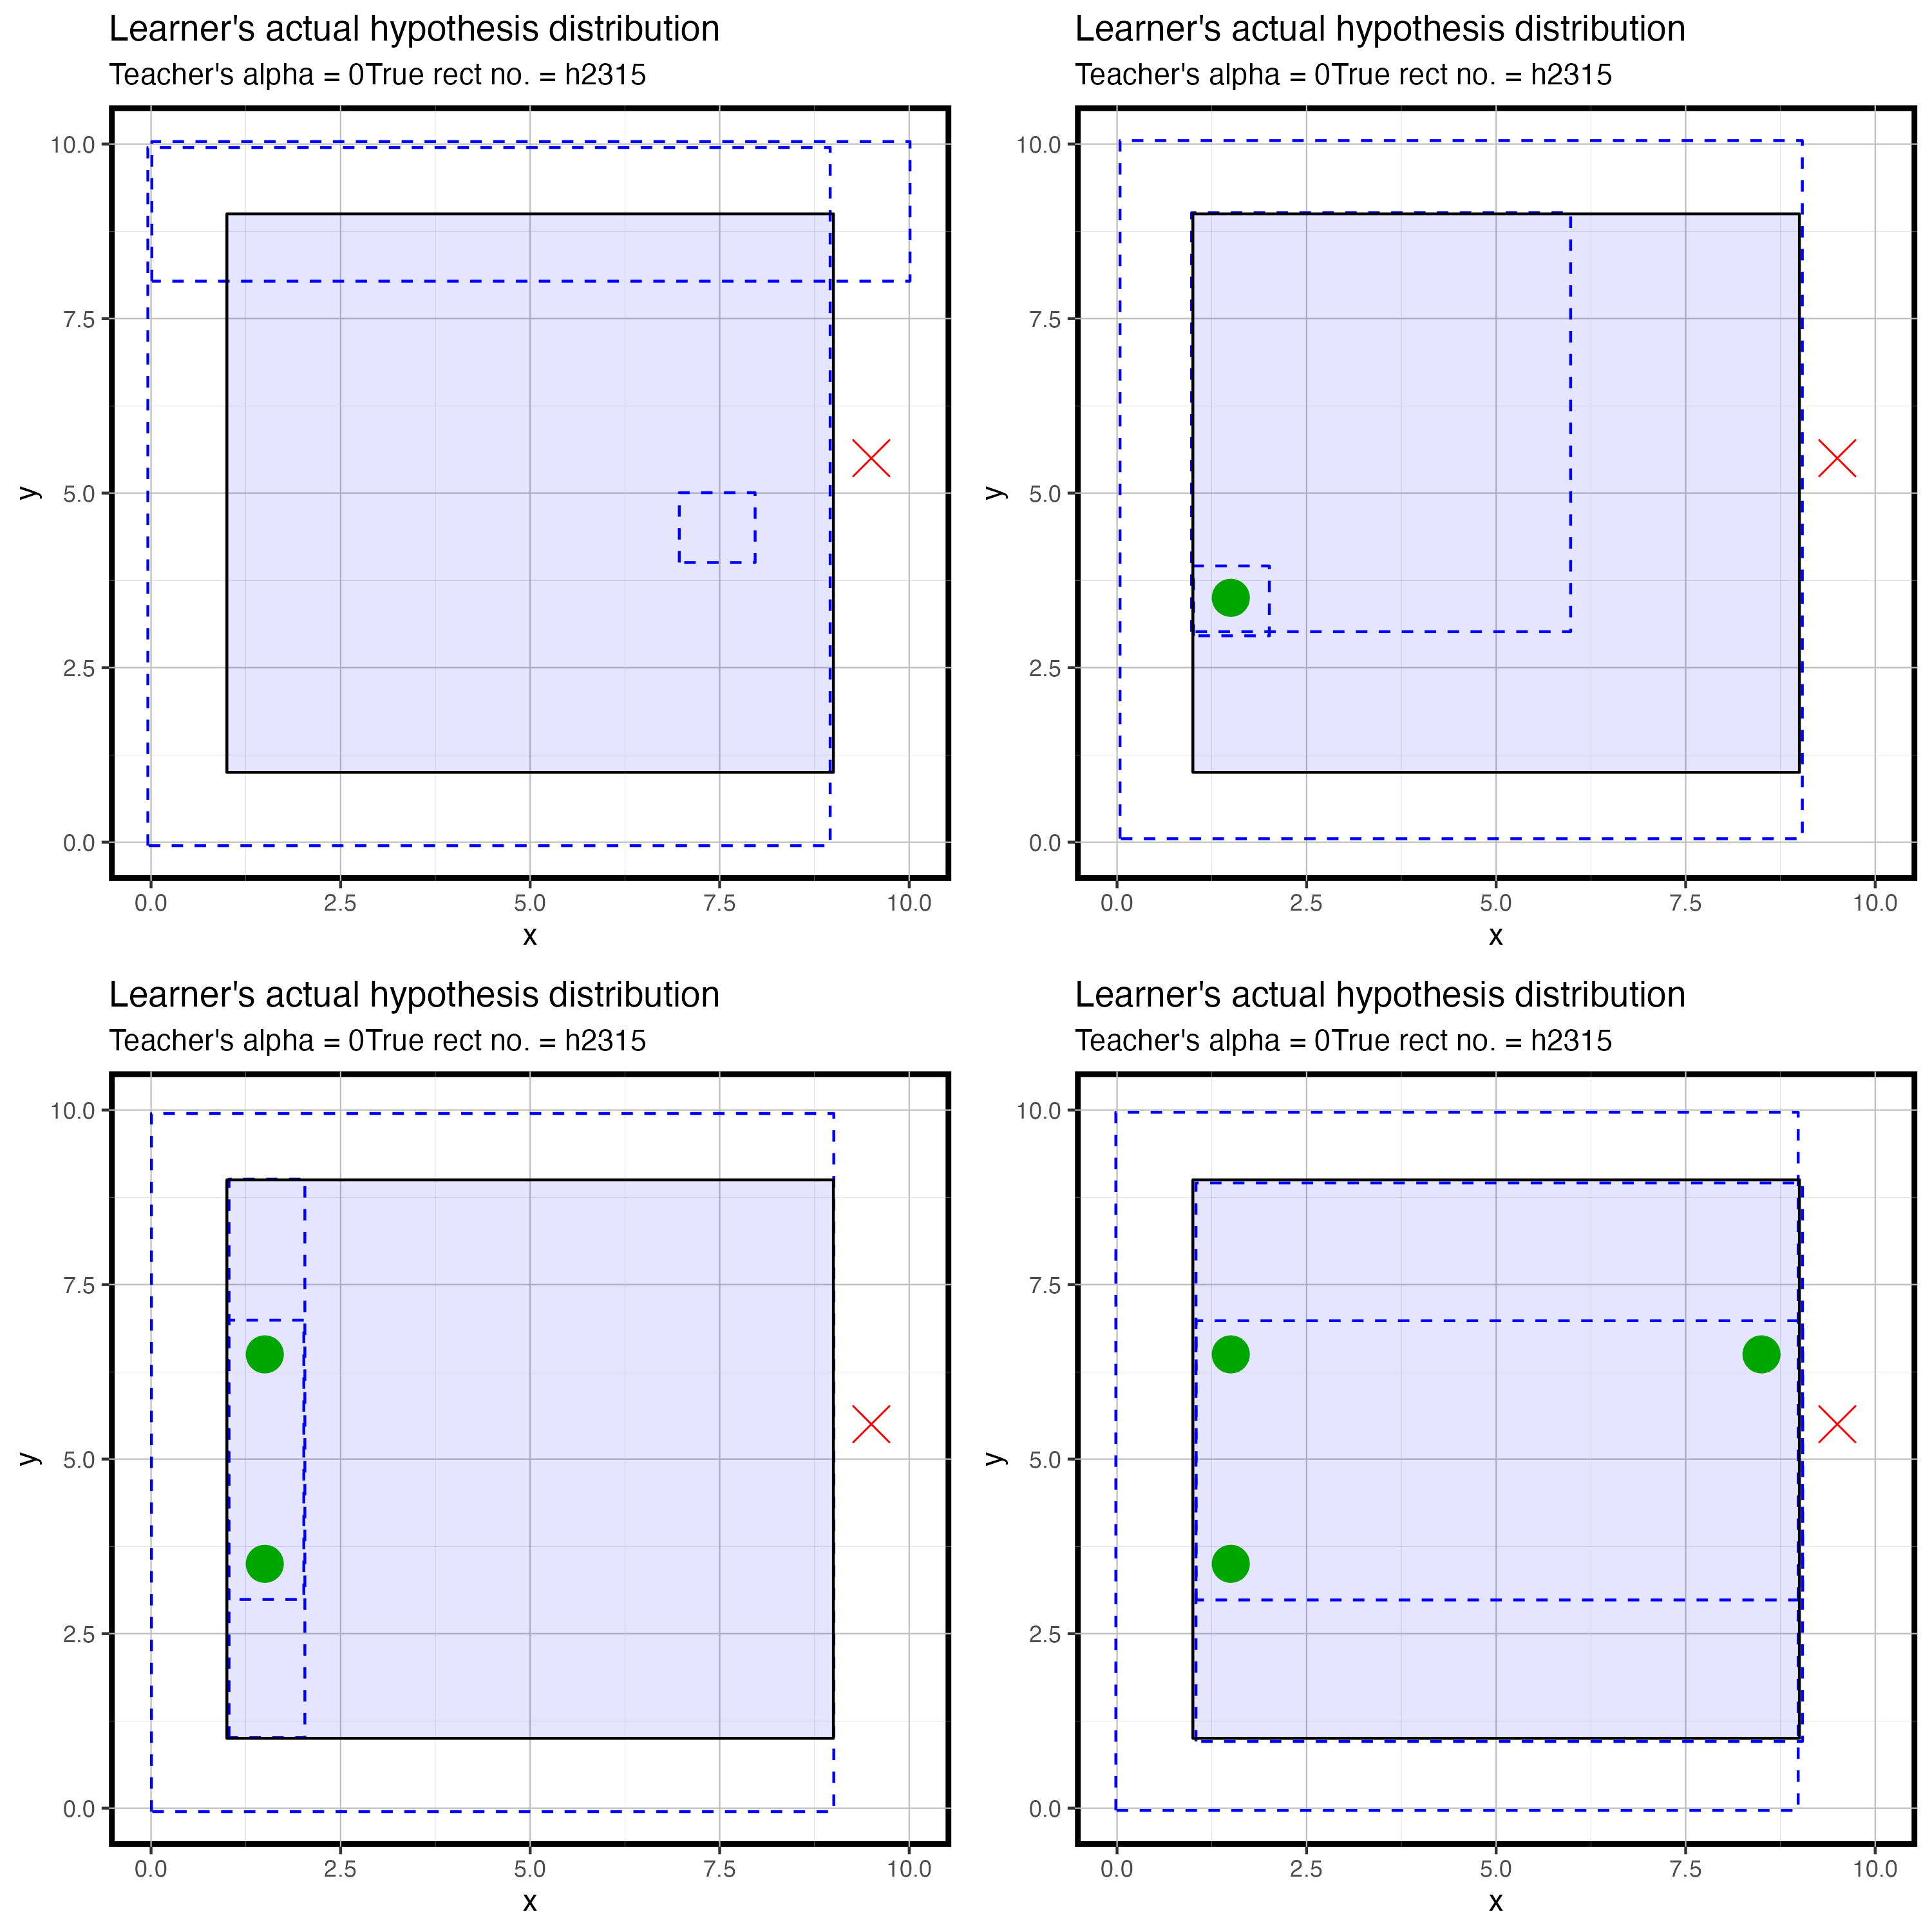 Learner's actual hypothesis distribution
Teacher's alpha = 0True rect no. = h2315
10.0
7.5
5.0
2.5
0.0
y
0.0 2.5 5.0 7.5 10.0
x
Learner's actual hypothesis distribution
Teacher's alpha = 0True rect no. = h2315
10.0
7.5
5.0
2.5
0.0
y
0.0 2.5 5.0 7.5 10.0
x
Learner's actual hypothesis distribution
Teacher's alpha = 0True rect no. = h2315
10.0
7.5
5.0
2.5
0.0
y
0.0 2.5 5.0 7.5 10.0
x
Learner's actual hypothesis distribution
Teacher's alpha = 0True rect no. = h2315
10.0
7.5
5.0
2.5
0.0
y
0.0 2.5 5.0 7.5 10.0
x